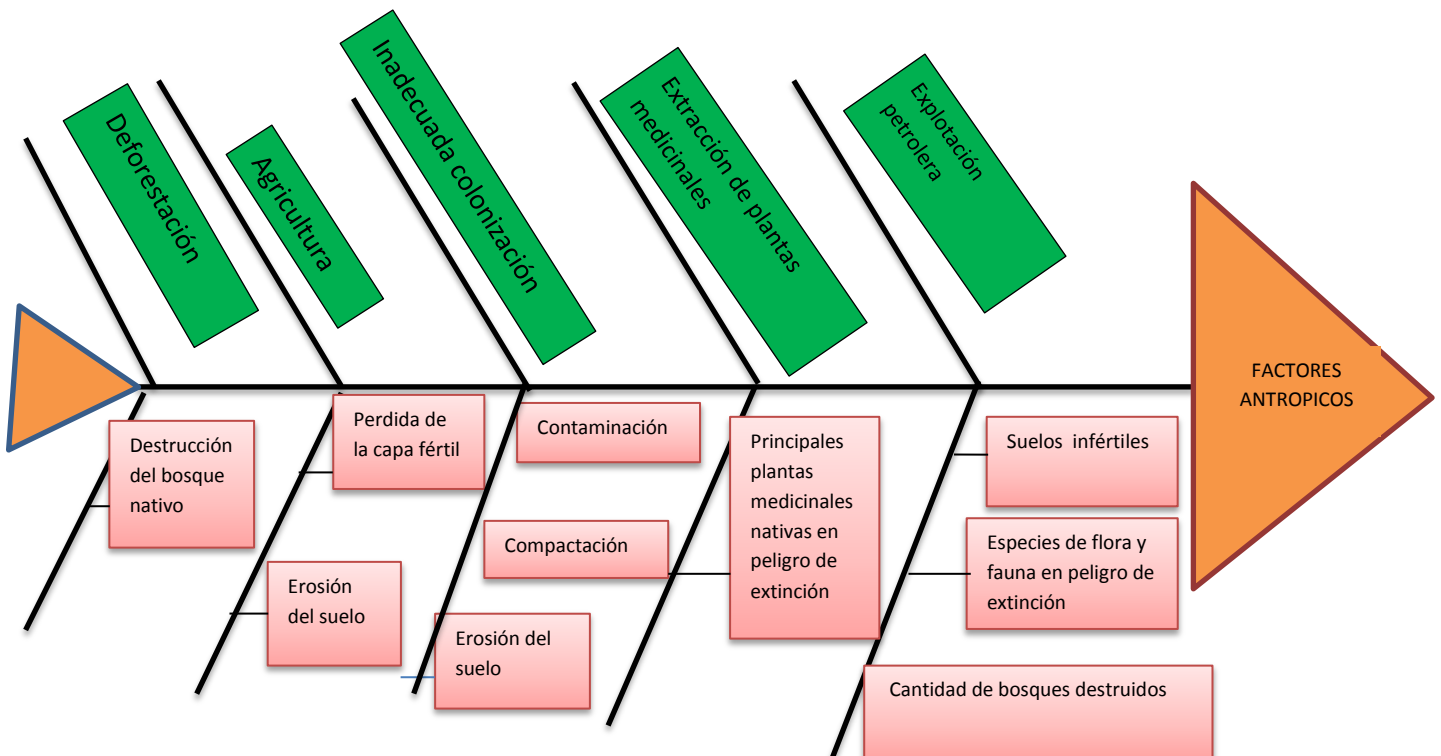 Deforestación
Agricultura
Inadecuada colonización
Extracción de plantas
medicinales
Explotación
petrolera
FACTORES
ANTROPICOS
Destrucción
del bosque
nativo
Perdida de
la capa fértil
Erosión
del suelo
Contaminación
Compactación
Erosión del
suelo
Principales
plantas
medicinales
nativas en
peligro de
extinción
Suelos infértiles
Especies de flora y
fauna en peligro de
extinción
Cantidad de bosques destruidos